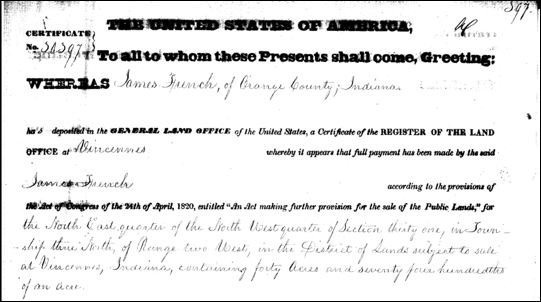 397.
THE UNITED STATES OF AMERICA,
CERTIFICATE
No. 30397
To all to whom these Presents shall come, Greeting:
WHEREAS James French, of Orange County, Indiana
has deposited in the GENERAL LAND OFFICE of the United States, a Certificate of the REGISTER OF THE LAND
OFFICE at Vincennes whereby it appears that full payment has been made by the said
James French according to the provisions of
the Act of Congress of the 24th of April, 1820, entitled "An Act making further provision for the sale of the Public Lands," for
the North East quarter of the North West quarter of Section thirty one, in Town-
ship three North, of Range two West, in the District of Lands subject to sale
at Vincennes, Indiana, containing forty Acres and seventy four hundredths
of an acre.